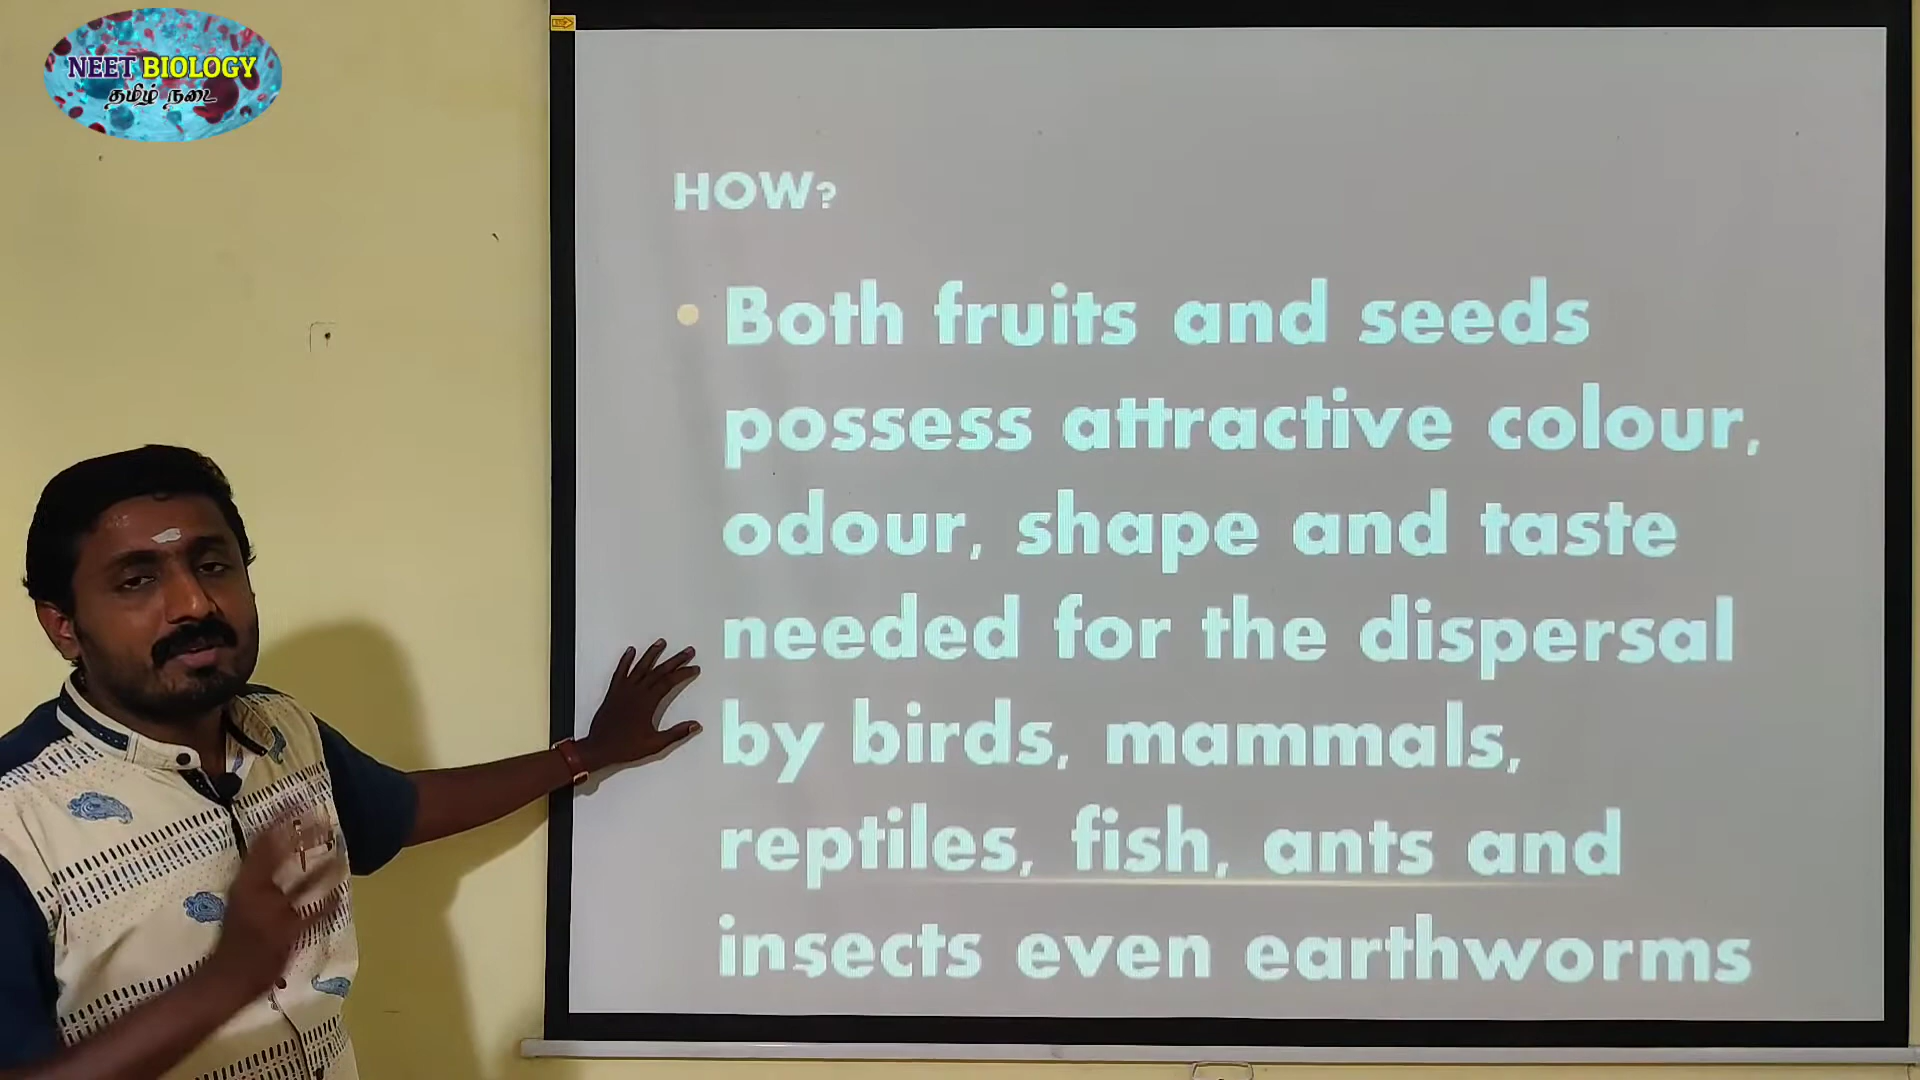 NEET BIOLOGY
தமிழ் நடை
HOW?
• Both fruits and seeds
possess attractive colour,
odour, shape and taste
needed for the dispersal
by birds, mammals,
reptiles, fish, ants and
insects even earthworms